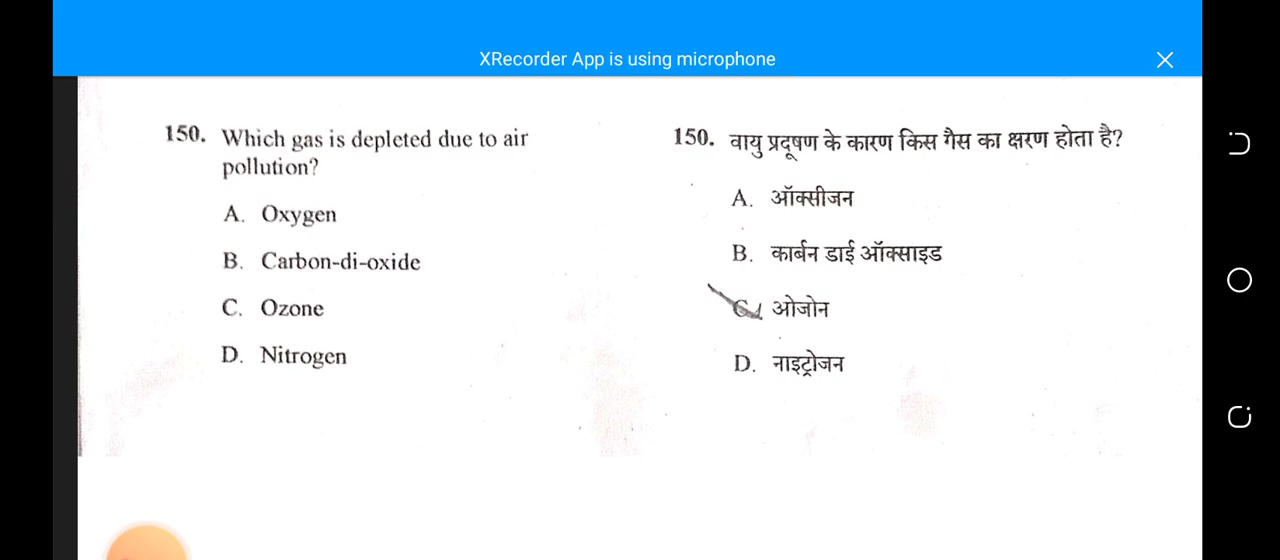 XRecorder App is using microphone
150. Which gas is depleted due to air
pollution?
A. Oxygen
B. Carbon-di-oxide
C. Ozone
D. Nitrogen
150. वायु प्रदूषण के कारण किस गैस का क्षरण होता है?
A. ऑक्सीजन
B. कार्बन डाई ऑक्साइड
C. ओजोन
D. नाइट्रोजन